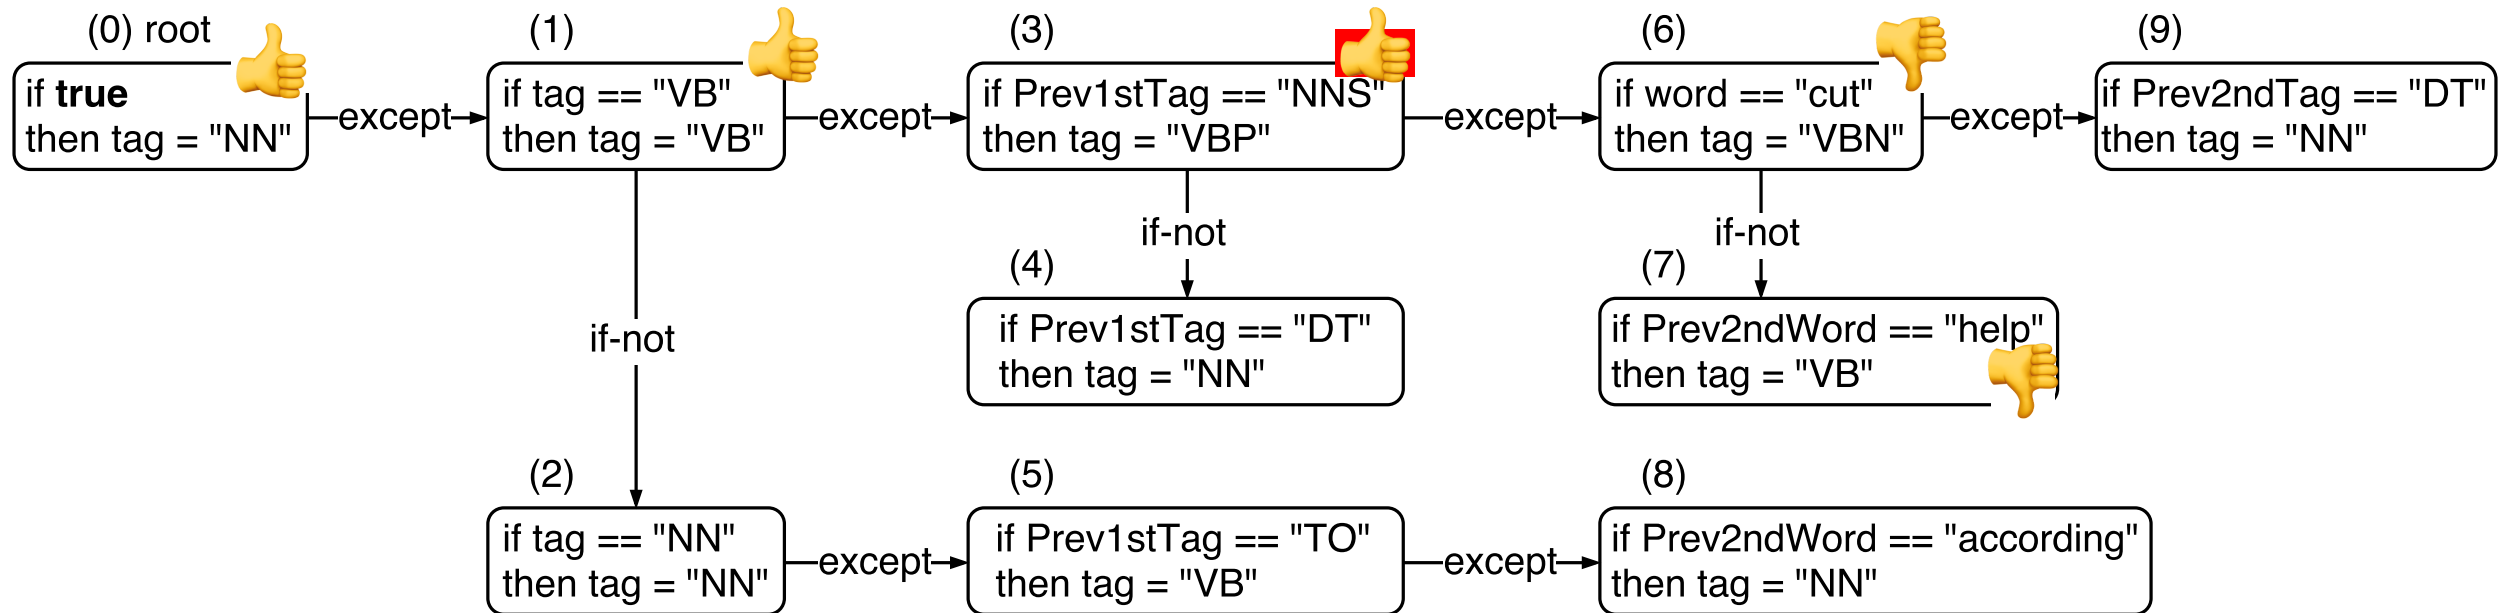 (0) root
if true
then tag = "NN"
except
(1)
if tag == "VB"
then tag = "VB"
except
(3)
if Prev1stTag == "NNS"
then tag = "VBP"
except
(6)
if word == "cut"
then tag = "VBN"
except
(9)
if Prev2ndTag == "DT"
then tag = "NN"
if-not
if-not
if-not
(4)
if Prev1stTag == "DT"
then tag = "NN"
(7)
if Prev2ndWord == "help"
then tag = "VB"
(2)
if tag == "NN"
then tag = "NN"
except
(5)
if Prev1stTag == "TO"
then tag = "VB"
except
(8)
if Prev2ndWord == "according"
then tag = "NN"